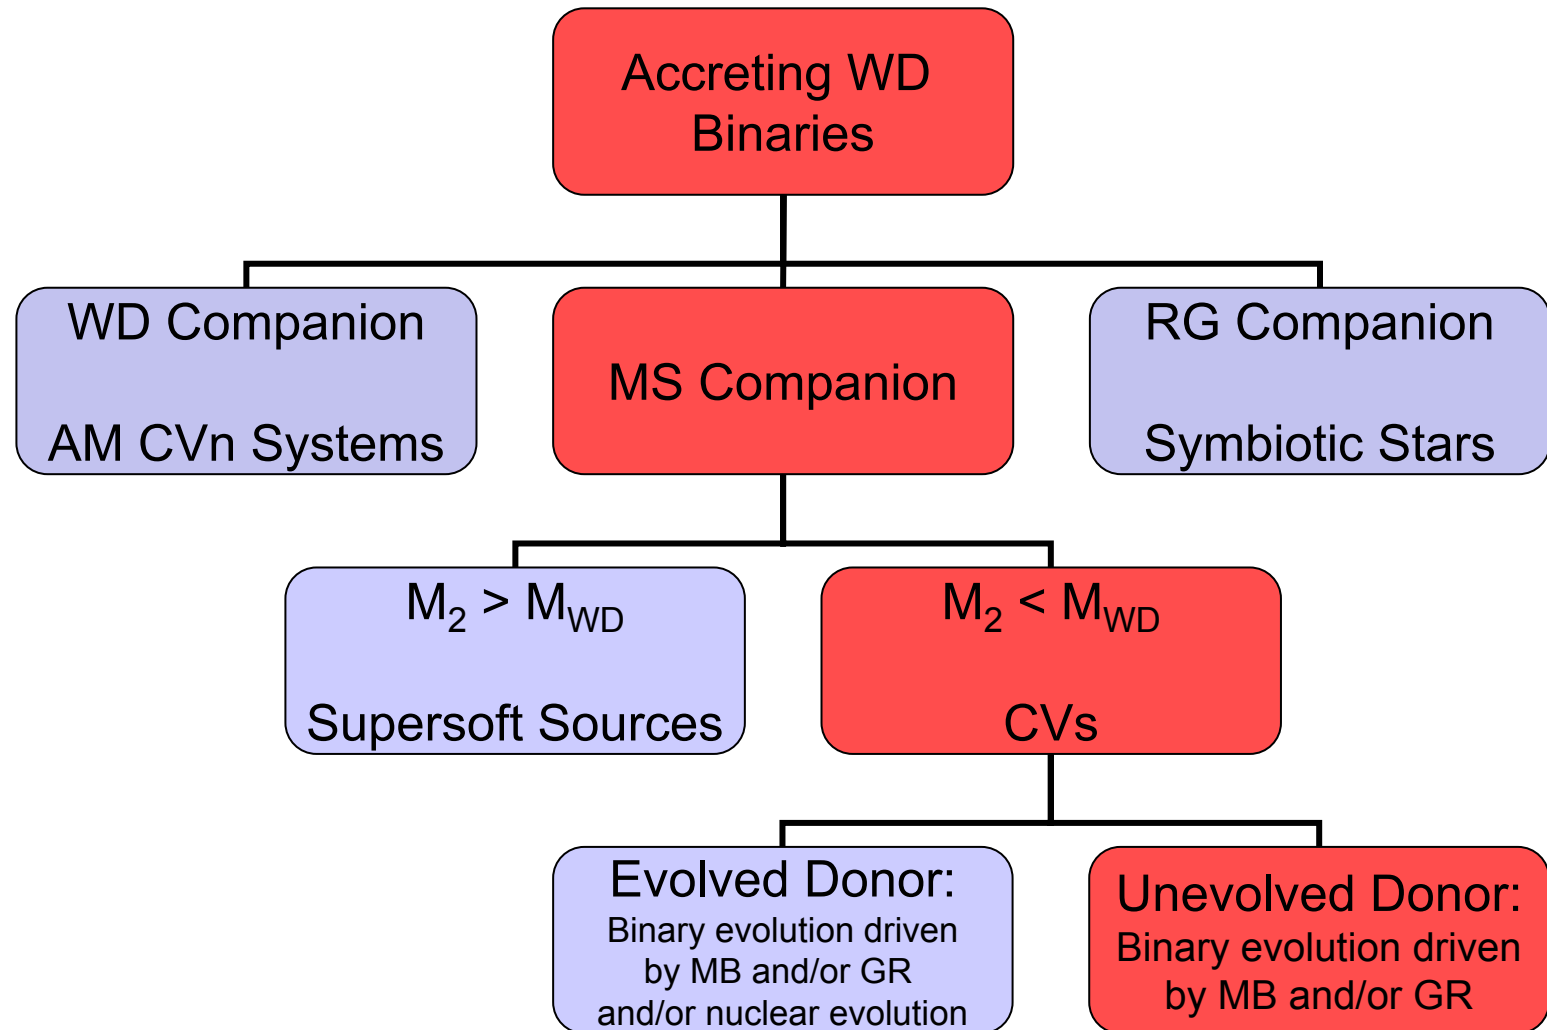 Accreting WD
Binaries
WD Companion
AM CVn Systems
MS Companion
RG Companion
Symbiotic Stars
M₂ > M_WD
Supersoft Sources
M₂ < M_WD
CVs
Evolved Donor:
Binary evolution driven
by MB and/or GR
and/or nuclear evolution
Unevolved Donor:
Binary evolution driven
by MB and/or GR